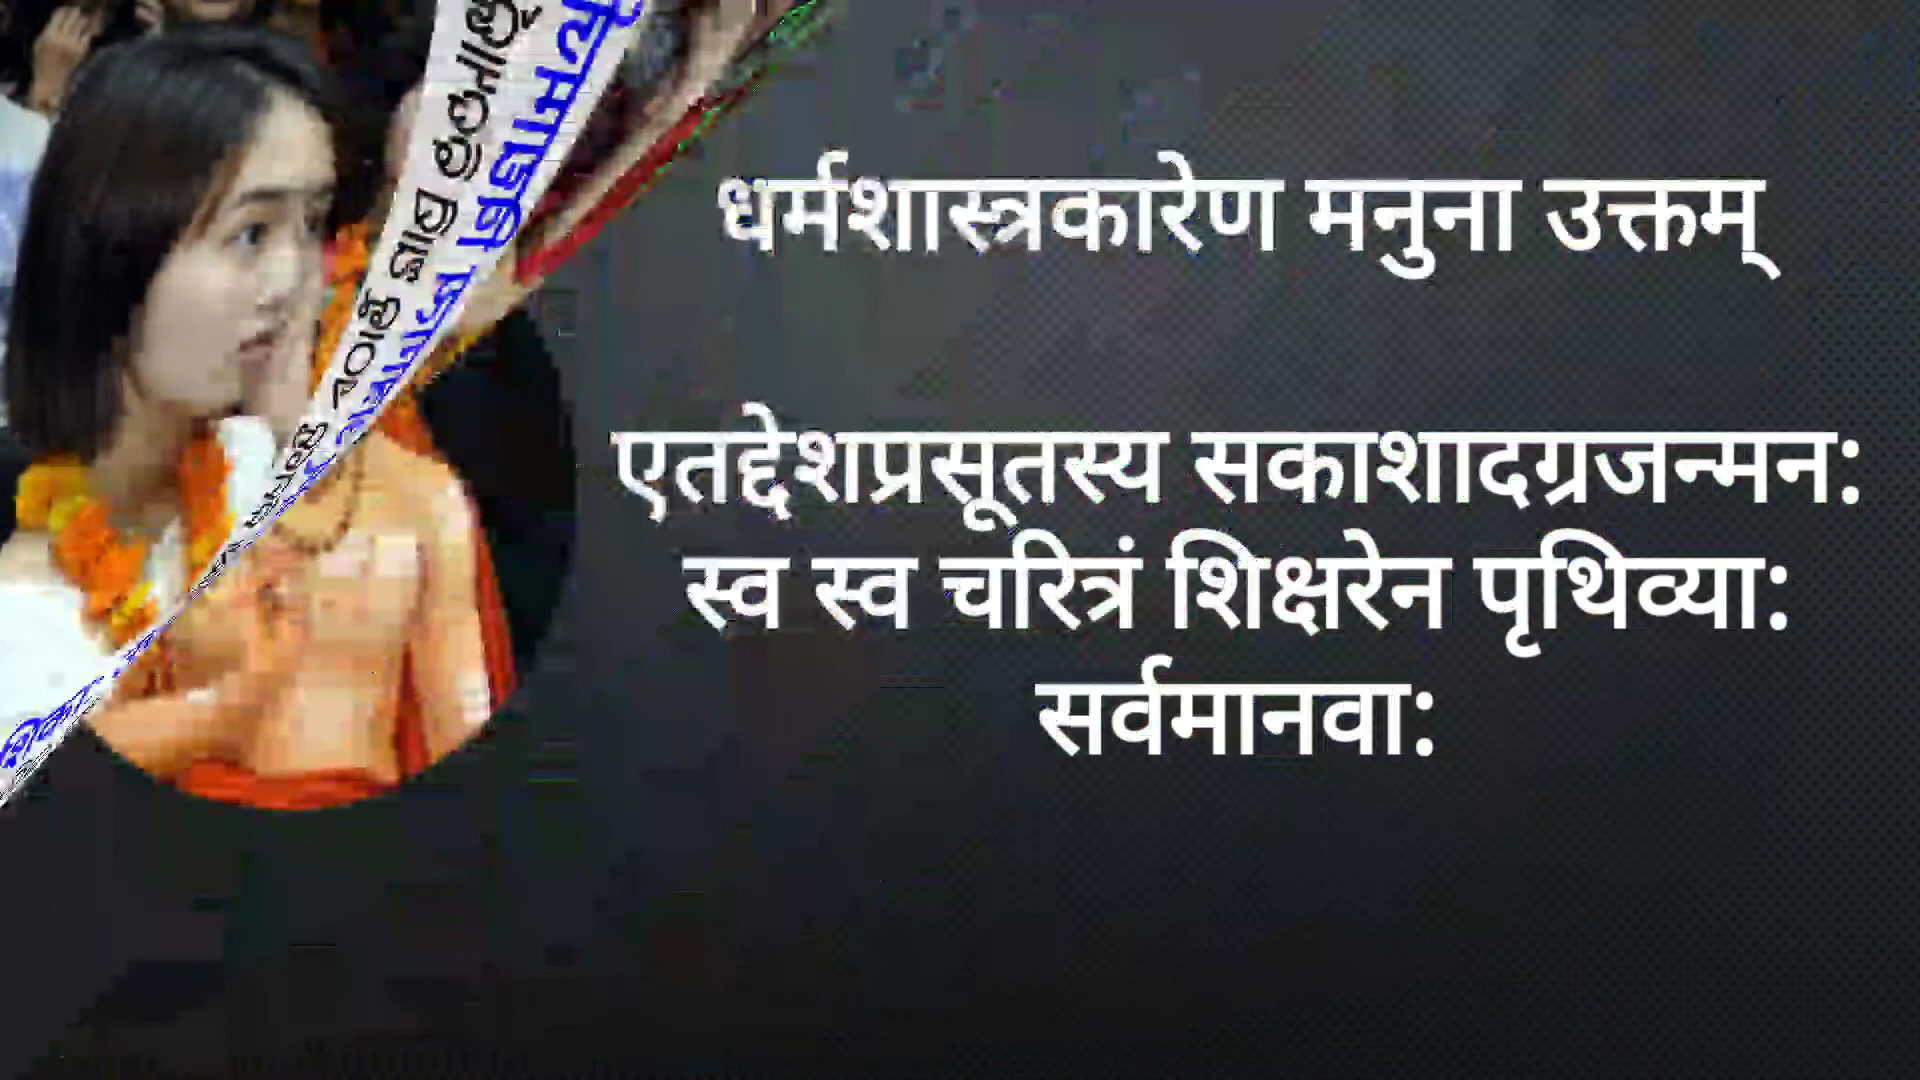 धर्मशास्त्रकारेण मनुना उक्तम्
एतद्देशप्रसूतस्य सकाशादग्रजन्मन:
स्व स्व चरित्रं शिक्षरेन पृथिव्या:
सर्वमानवा: